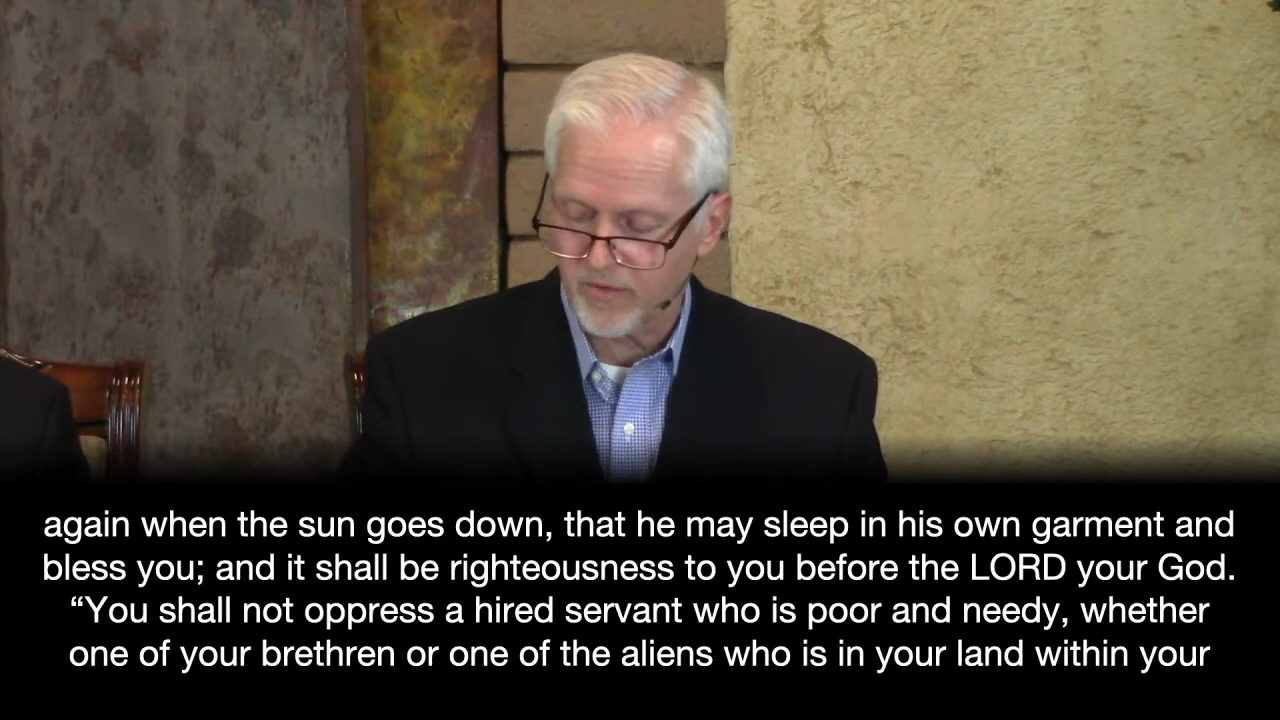 again when the sun goes down, that he may sleep in his own garment and
bless you; and it shall be righteousness to you before the LORD your God.
“You shall not oppress a hired servant who is poor and needy, whether
one of your brethren or one of the aliens who is in your land within your